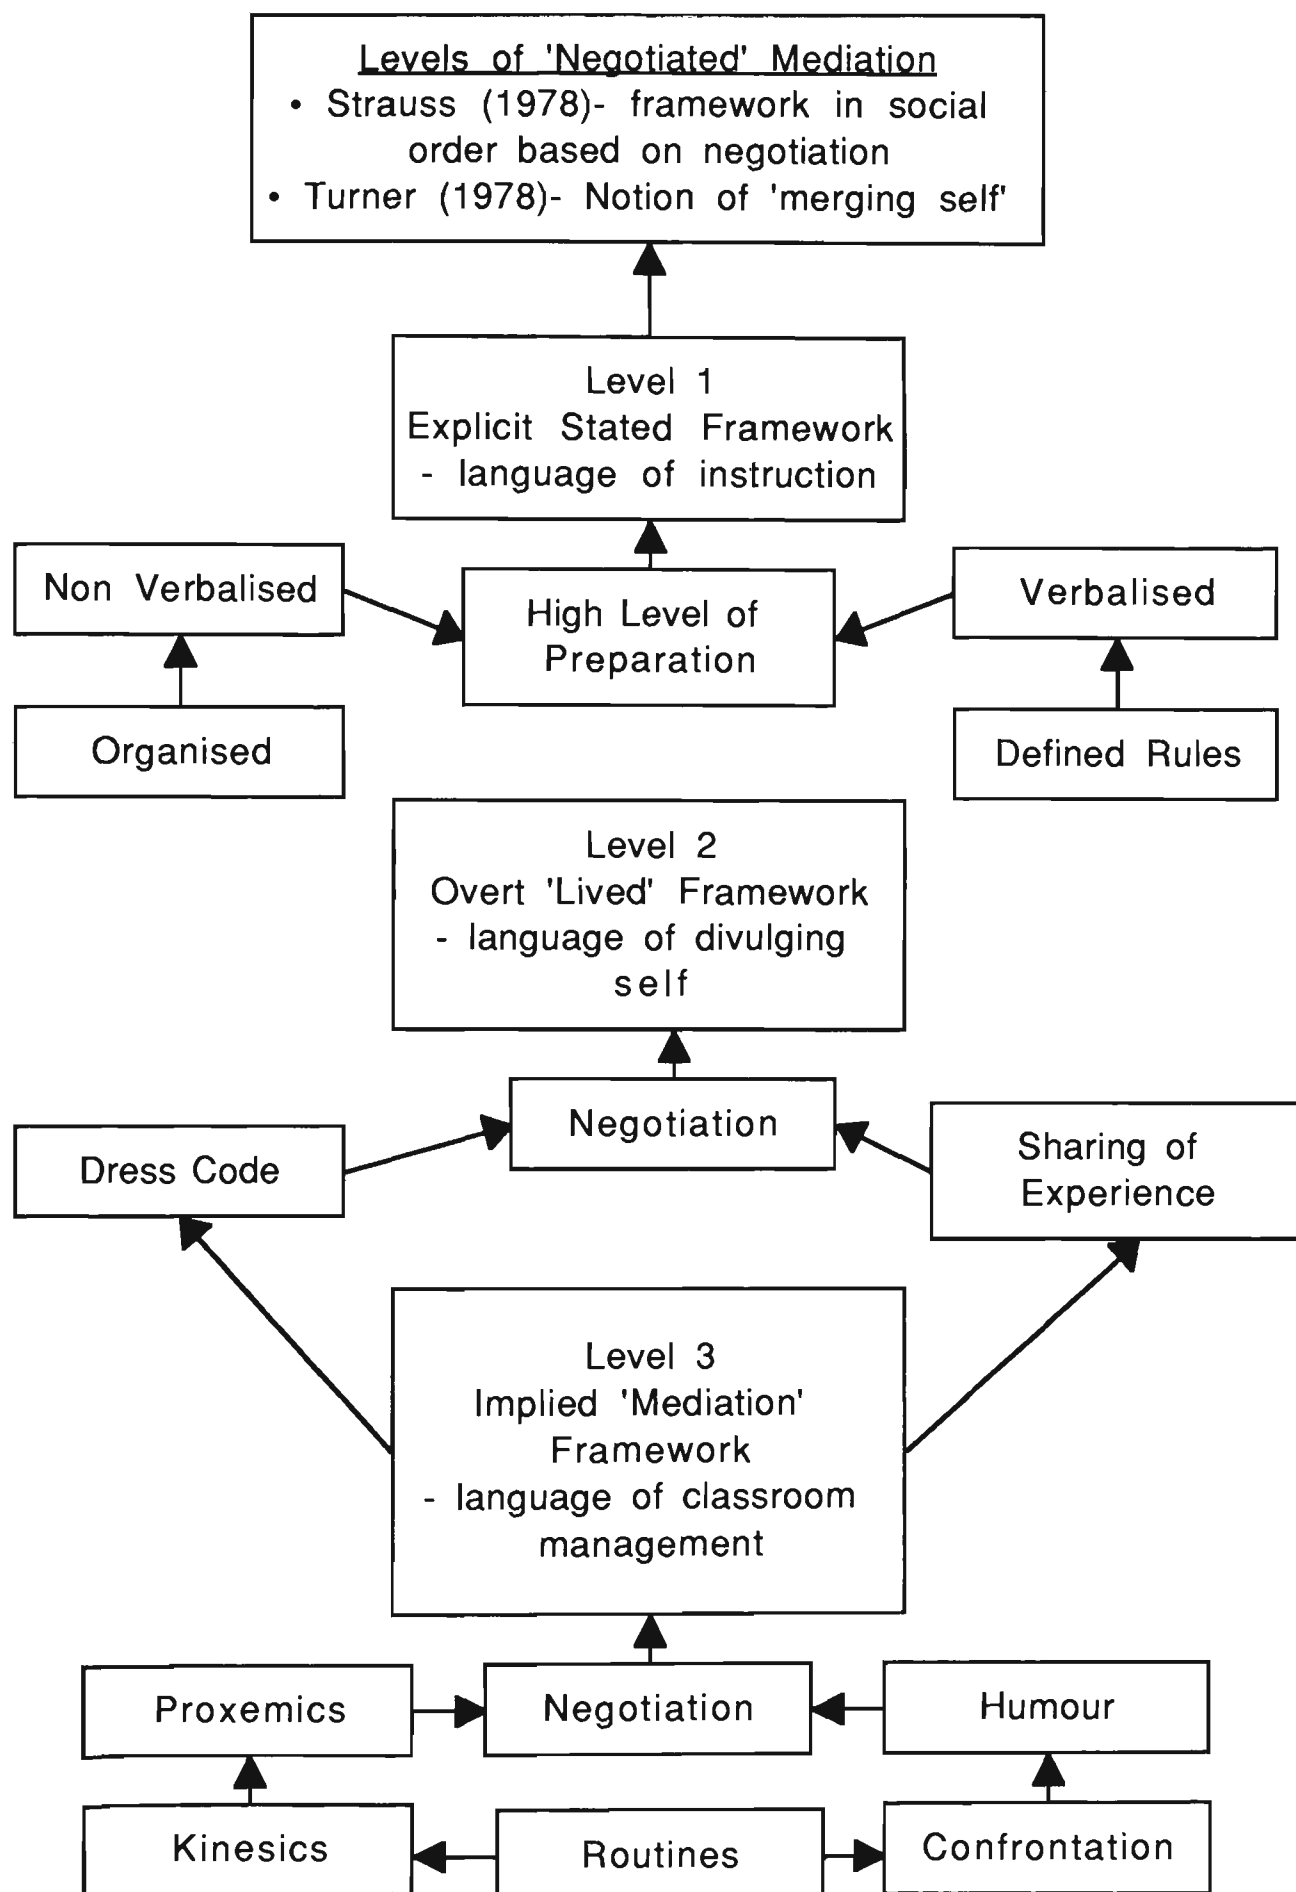 Levels of 'Negotiated' Mediation
• Strauss (1978)- framework in social
order based on negotiation
• Turner (1978)- Notion of 'merging self'
Level 1
Explicit Stated Framework
- language of instruction
Non Verbalised
High Level of
Preparation
Verbalised
Organised
Defined Rules
Level 2
Overt 'Lived' Framework
- language of divulging
self
Negotiation
Dress Code
Sharing of
Experience
Level 3
Implied 'Mediation'
Framework
- language of classroom
management
Proxemics
Negotiation
Humour
Kinesics
Routines
Confrontation